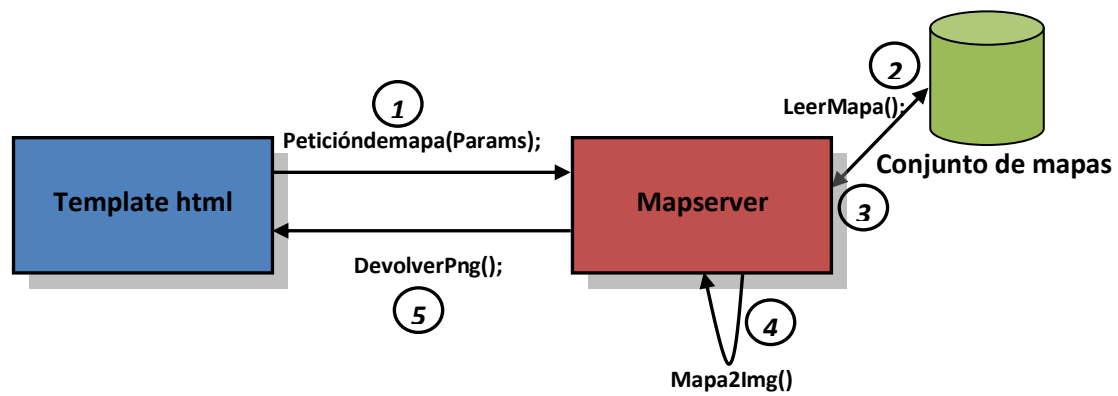 1
Peticióndemapa(Params);
Template html
Mapserver
2
LeerMapa();
Conjunto de mapas
3
DevolverPng();
5
4
Mapa2Img()